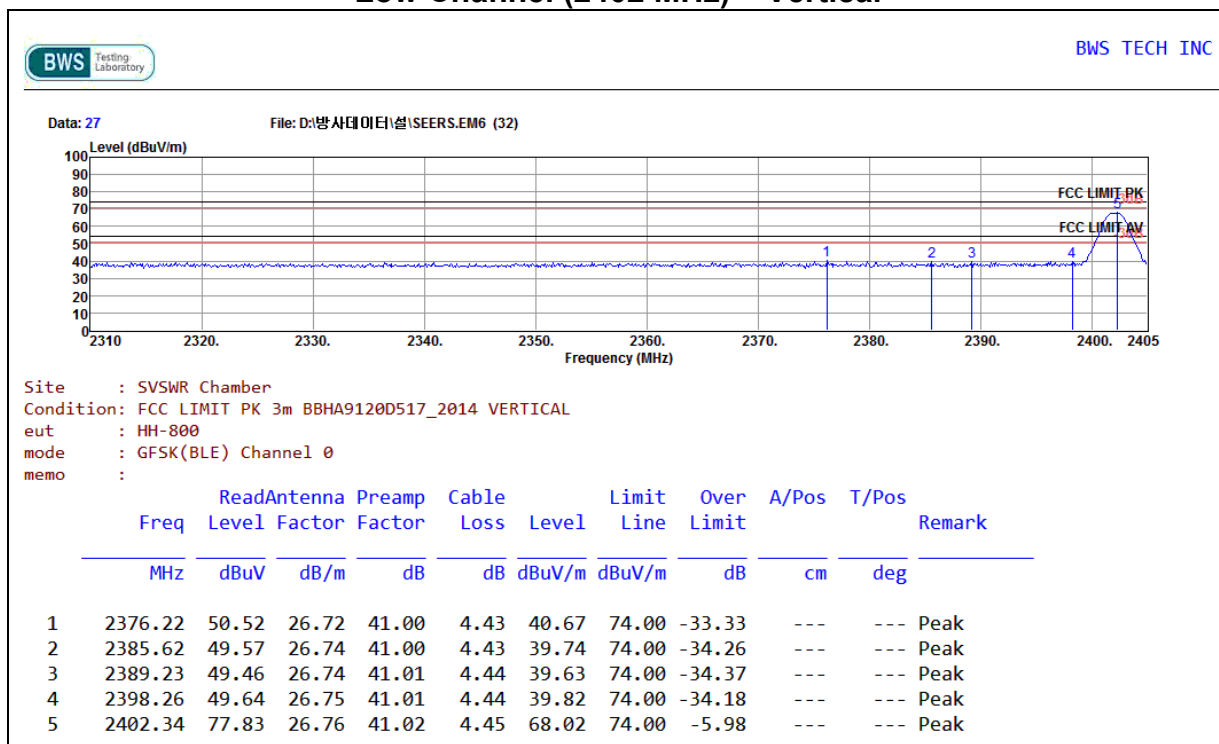 BWS Testing Laboratory
BWS TECH INC
Data: 27 File: D:\방사데이터\설\SEERS.EM6 (32)
Level (dBuV/m)
100
90
80
70
60
50
40
30
20
10
0
FCC LIMIT PK
5
FCC LIMIT AV
1 2 3 4
2310 2320. 2330. 2340. 2350. 2360. 2370. 2380. 2390. 2400. 2405
Frequency (MHz)
Site : SVSWR Chamber
Condition: FCC LIMIT PK 3m BBHA9120D517_2014 VERTICAL
eut : HH-800
mode : GFSK(BLE) Channel 0
memo :
ReadAntenna Preamp Cable Limit Over A/Pos T/Pos
Freq Level Factor Factor Loss Level Line Limit Remark
MHz dBuV dB/m dB dB dBuV/m dBuV/m dB cm deg
1 2376.22 50.52 26.72 41.00 4.43 40.67 74.00 -33.33 --- --- Peak
2 2385.62 49.57 26.74 41.00 4.43 39.74 74.00 -34.26 --- --- Peak
3 2389.23 49.46 26.74 41.01 4.44 39.63 74.00 -34.37 --- --- Peak
4 2398.26 49.64 26.75 41.01 4.44 39.82 74.00 -34.18 --- --- Peak
5 2402.34 77.83 26.76 41.02 4.45 68.02 74.00 -5.98 --- --- Peak